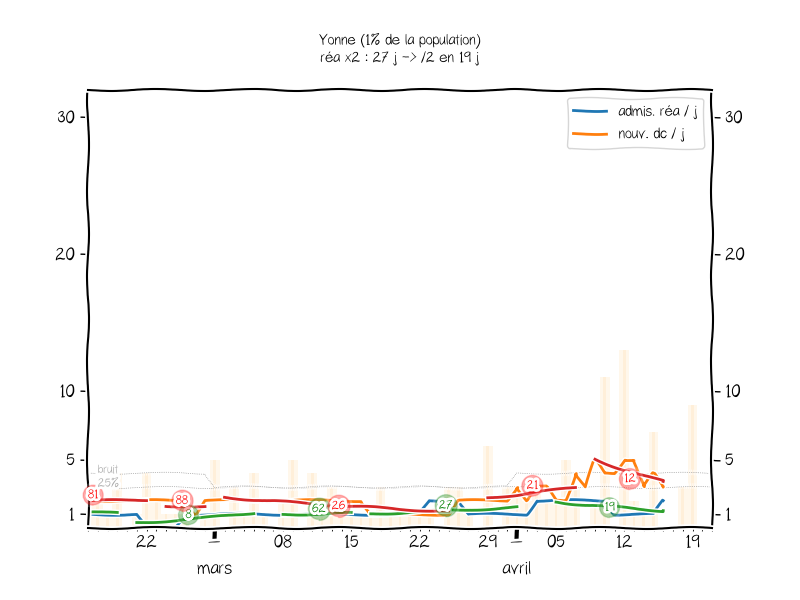 Yonne (1% de la population)
réa x2 : 27 j -> /2 en 19 j
admis. réa / j
nouv. dc / j
30 30
20 20
10 10
5 5
1 1
bruit
25%
81 88 8 62 26 27 21 19 12
22 1 08 15 22 29 1 05 12 19
mars avril